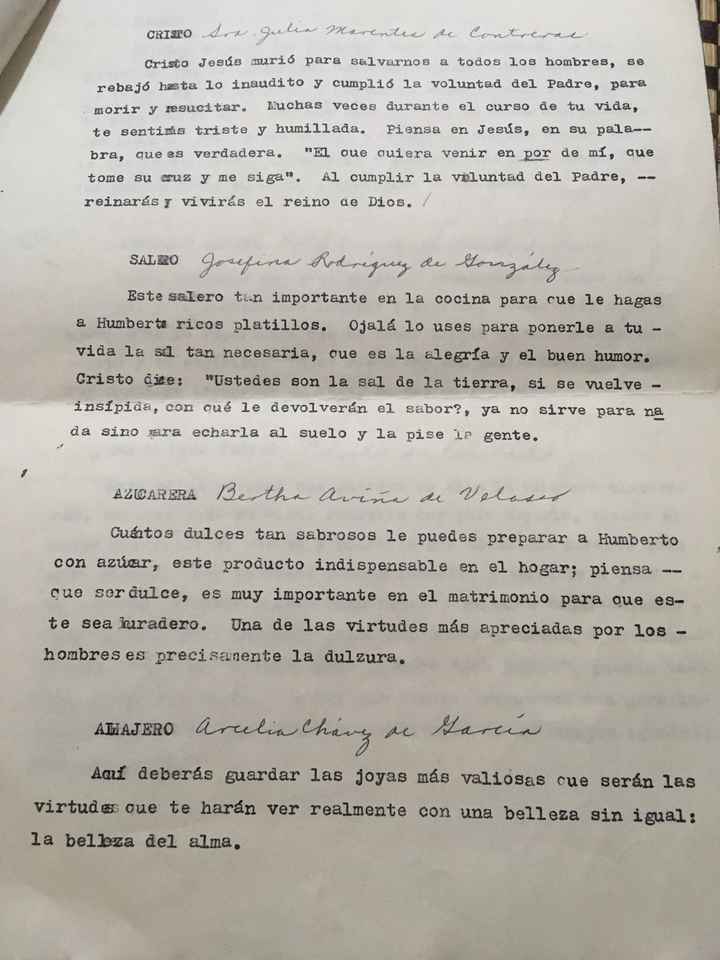 CRISTO Sra. Julia Marentes de Contreras
Cristo Jesús murió para salvarnos a todos los hombres, se
rebajó hasta lo inaudito y cumplió la voluntad del Padre, para
morir y resucitar. Muchas veces durante el curso de tu vida,
te sentirás triste y humillada. Piensa en Jesús, en su pala--
bra, que es verdadera. "El que quiera venir en por de mí, que
tome su cruz y me siga". Al cumplir la voluntad del Padre, --
reinarás y vivirás el reino de Dios. /
SALERO Josefina Rodríguez de González
Este salero tan importante en la cocina para que le hagas
a Humberto ricos platillos. Ojalá lo uses para ponerle a tu -
vida la sal tan necesaria, que es la alegría y el buen humor.
Cristo dice: "Ustedes son la sal de la tierra, si se vuelve -
insípida, con qué le devolverán el sabor?, ya no sirve para na
da sino para echarla al suelo y la pise la gente.
AZUCARERA Bertha Aviña de Velasco
Cuántos dulces tan sabrosos le puedes preparar a Humberto
con azúcar, este producto indispensable en el hogar; piensa --
que ser dulce, es muy importante en el matrimonio para que es-
te sea duradero. Una de las virtudes más apreciadas por los -
hombres es precisamente la dulzura.
ALHAJERO Arcelia Chávez de García
Aquí deberás guardar las joyas más valiosas que serán las
virtudes que te harán ver realmente con una belleza sin igual:
la belleza del alma.